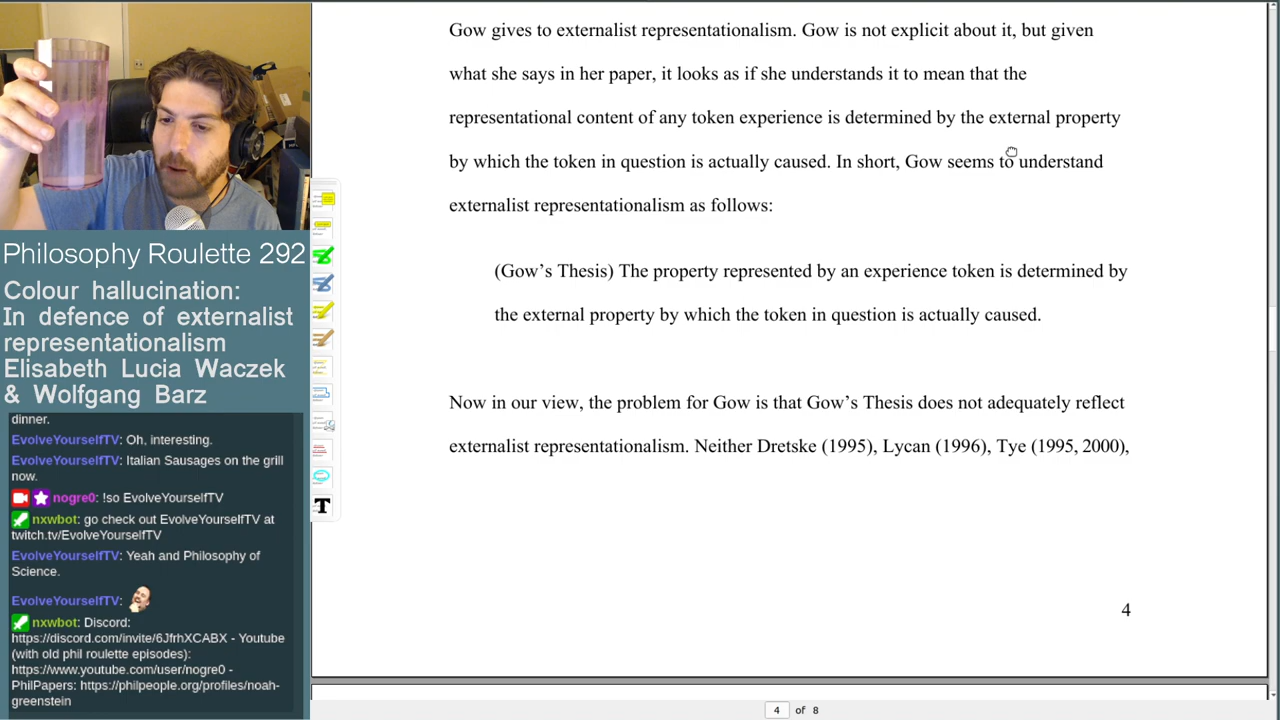 Gow gives to externalist representationalism. Gow is not explicit about it, but given
what she says in her paper, it looks as if she understands it to mean that the
representational content of any token experience is determined by the external property
by which the token in question is actually caused. In short, Gow seems to understand
externalist representationalism as follows:
(Gow's Thesis) The property represented by an experience token is determined by
the external property by which the token in question is actually caused.
Now in our view, the problem for Gow is that Gow's Thesis does not adequately reflect
externalist representationalism. Neither Dretske (1995), Lycan (1996), Tye (1995, 2000),
4
4 of 8
T
Philosophy Roulette 292
Colour hallucination:
In defence of externalist
representationalism
Elisabeth Lucia Waczek
& Wolfgang Barz
dinner.
EvolveYourselfTV: Oh, interesting.
EvolveYourselfTV: Italian Sausages on the grill
now.
nogre0: !so EvolveYourselfTV
nxwbot: go check out EvolveYourselfTV at
twitch.tv/EvolveYourselfTV
EvolveYourselfTV: Yeah and Philosophy of
Science.
EvolveYourselfTV:
nxwbot: Discord:
https://discord.com/invite/6JfrhXCABX - Youtube
(with old phil roulette episodes):
https://www.youtube.com/user/nogre0 -
PhilPapers: https://philpeople.org/profiles/noah-
greenstein